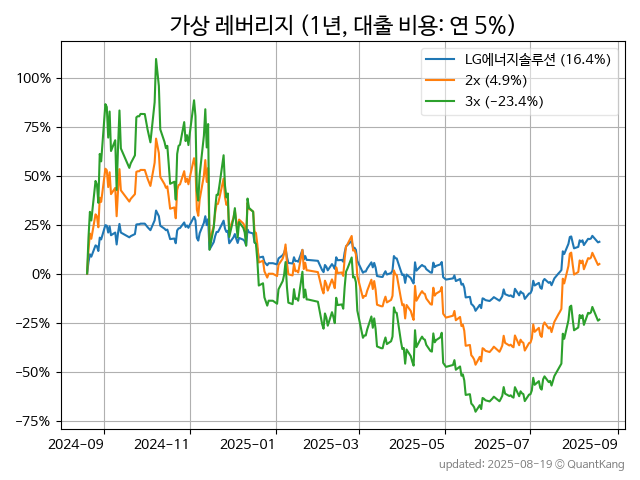 가상 레버리지 (1년, 대출 비용: 연 5%)
LG에너지솔루션 (16.4%)
2x (4.9%)
3x (−23.4%)
100%
75%
50%
25%
0%
−25%
−50%
−75%
2024-09 2024-11 2025-01 2025-03 2025-05 2025-07 2025-09
updated: 2025-08-19 ⓒ QuantKang